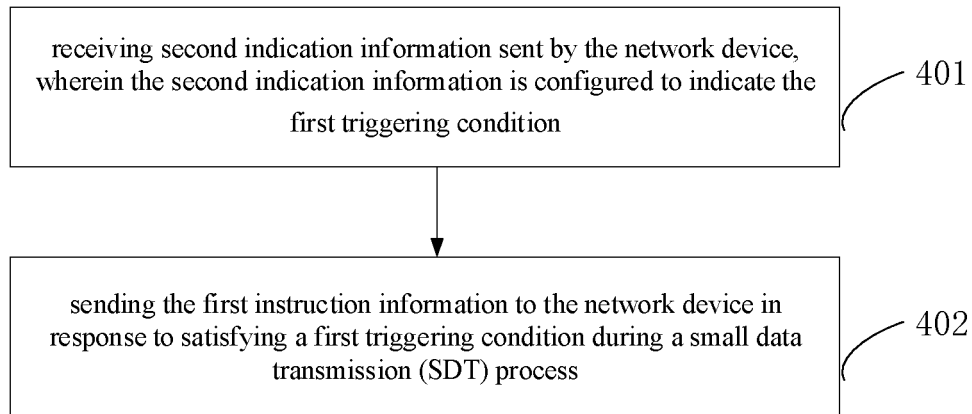 receiving second indication information sent by the network device,
wherein the second indication information is configured to indicate the
first triggering condition
401
sending the first instruction information to the network device in
response to satisfying a first triggering condition during a small data
transmission (SDT) process
402